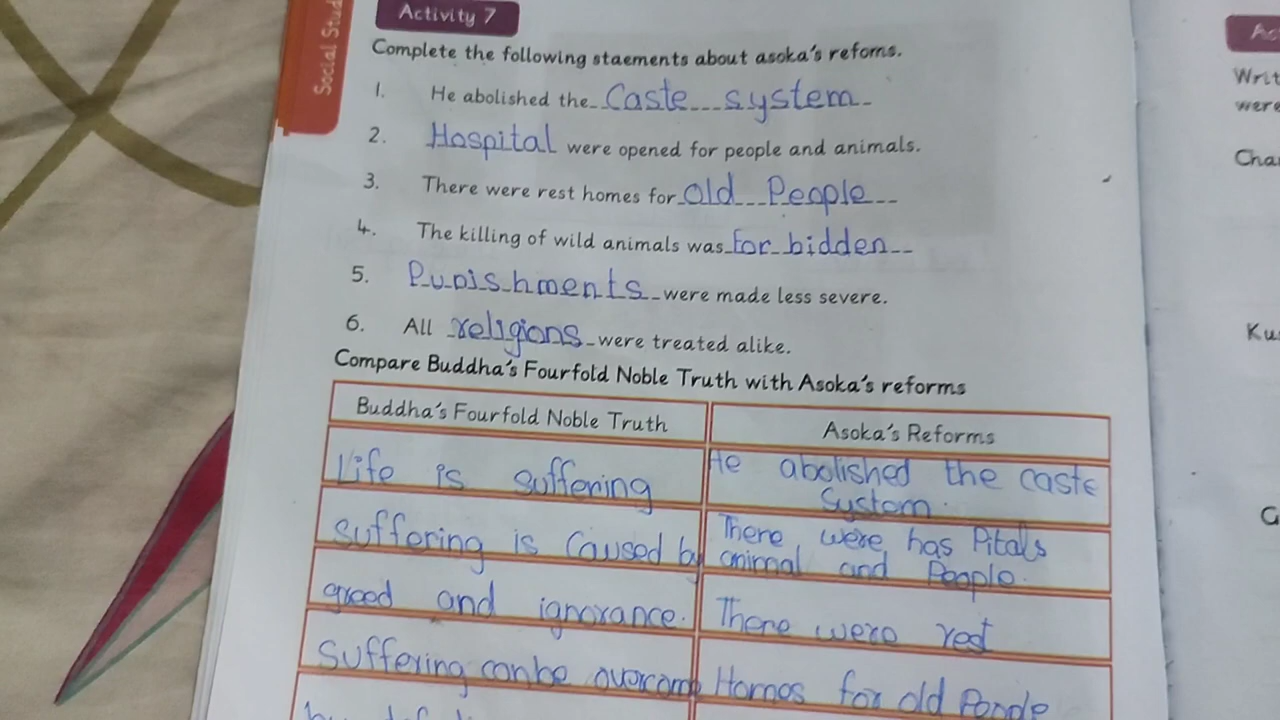 Social Stud
Activity 7
Complete the following staements about asoka's refoms.
1. He abolished the Caste system
2. Hospital were opened for people and animals.
3. There were rest homes for old People
4. The killing of wild animals was for bidden
5. Punishments were made less severe.
6. All religions were treated alike.
Compare Buddha's Fourfold Noble Truth with Asoka's reforms
Buddha's Fourfold Noble Truth
Asoka's Reforms
Life is suffering
He abolished the caste
System.
suffering is Caused by
There were has Pitals
animal and People.
greed and ignorance.
There were rest
Suffering can be overcome
Homes for old People
Writ
were
Kus